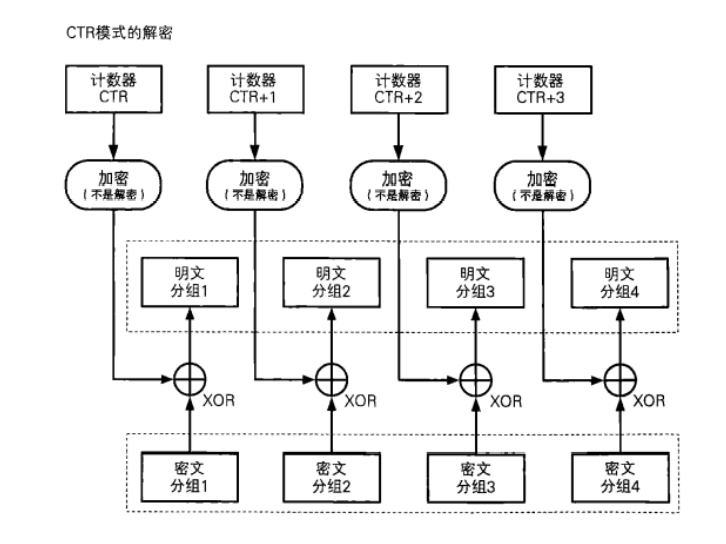 CTR模式的解密
计数器
CTR
计数器
CTR+1
计数器
CTR+2
计数器
CTR+3
加密
(不是解密)
加密
(不是解密)
加密
(不是解密)
加密
(不是解密)
明文
分组1
明文
分组2
明文
分组3
明文
分组4
XOR
XOR
XOR
XOR
密文
分组1
密文
分组2
密文
分组3
密文
分组4